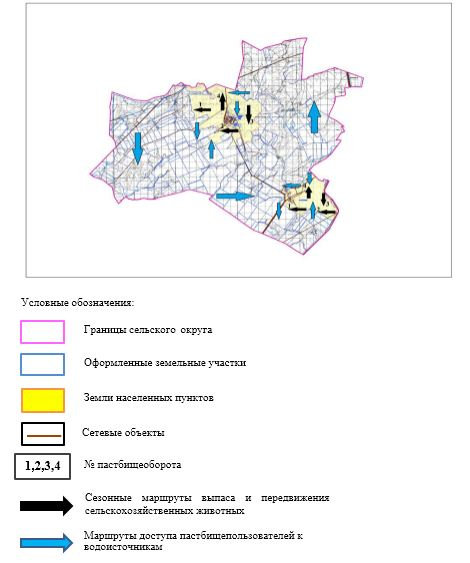 Условные обозначения:
Границы сельского округа
Оформленные земельные участки
Земли населенных пунктов
Сетевые объекты
1,2,3,4
№ пастбищеоборота
Сезонные маршруты выпаса и передвижения
сельскохозяйственных животных
Маршруты доступа пастбищепользователей к
водоисточникам